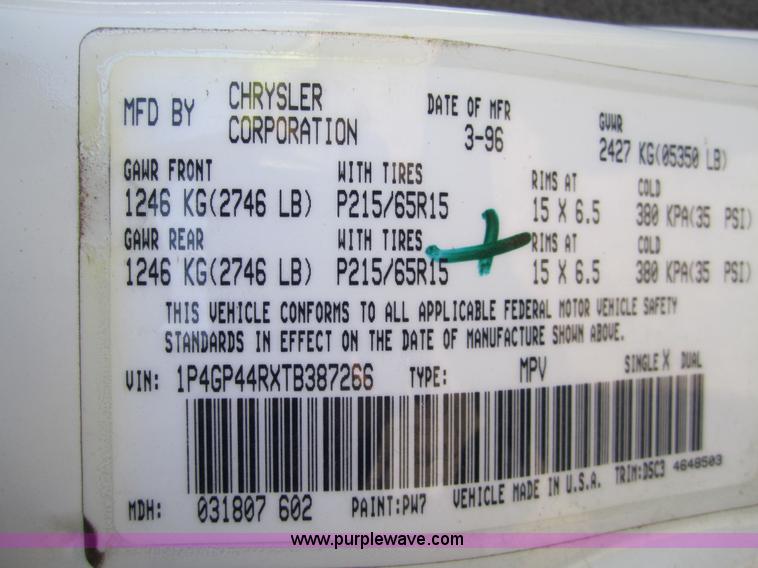 MFD BY CHRYSLER CORPORATION DATE OF MFR 3-96 GVWR 2427 KG(05350 LB)
GAWR FRONT WITH TIRES RIMS AT COLD
1246 KG(2746 LB) P215/65R15 15 X 6.5 380 KPA(35 PSI)
GAWR REAR WITH TIRES RIMS AT COLD
1246 KG(2746 LB) P215/65R15 15 X 6.5 380 KPA(35 PSI)
THIS VEHICLE CONFORMS TO ALL APPLICABLE FEDERAL MOTOR VEHICLE SAFETY
STANDARDS IN EFFECT ON THE DATE OF MANUFACTURE SHOWN ABOVE.
VIN: 1P4GP44RXTB387266 TYPE: MPV SINGLE X DUAL
MDH: 031807 602 PAINT:PW7 VEHICLE MADE IN U.S.A. TRIM:D5C3 4648503
www.purplewave.com